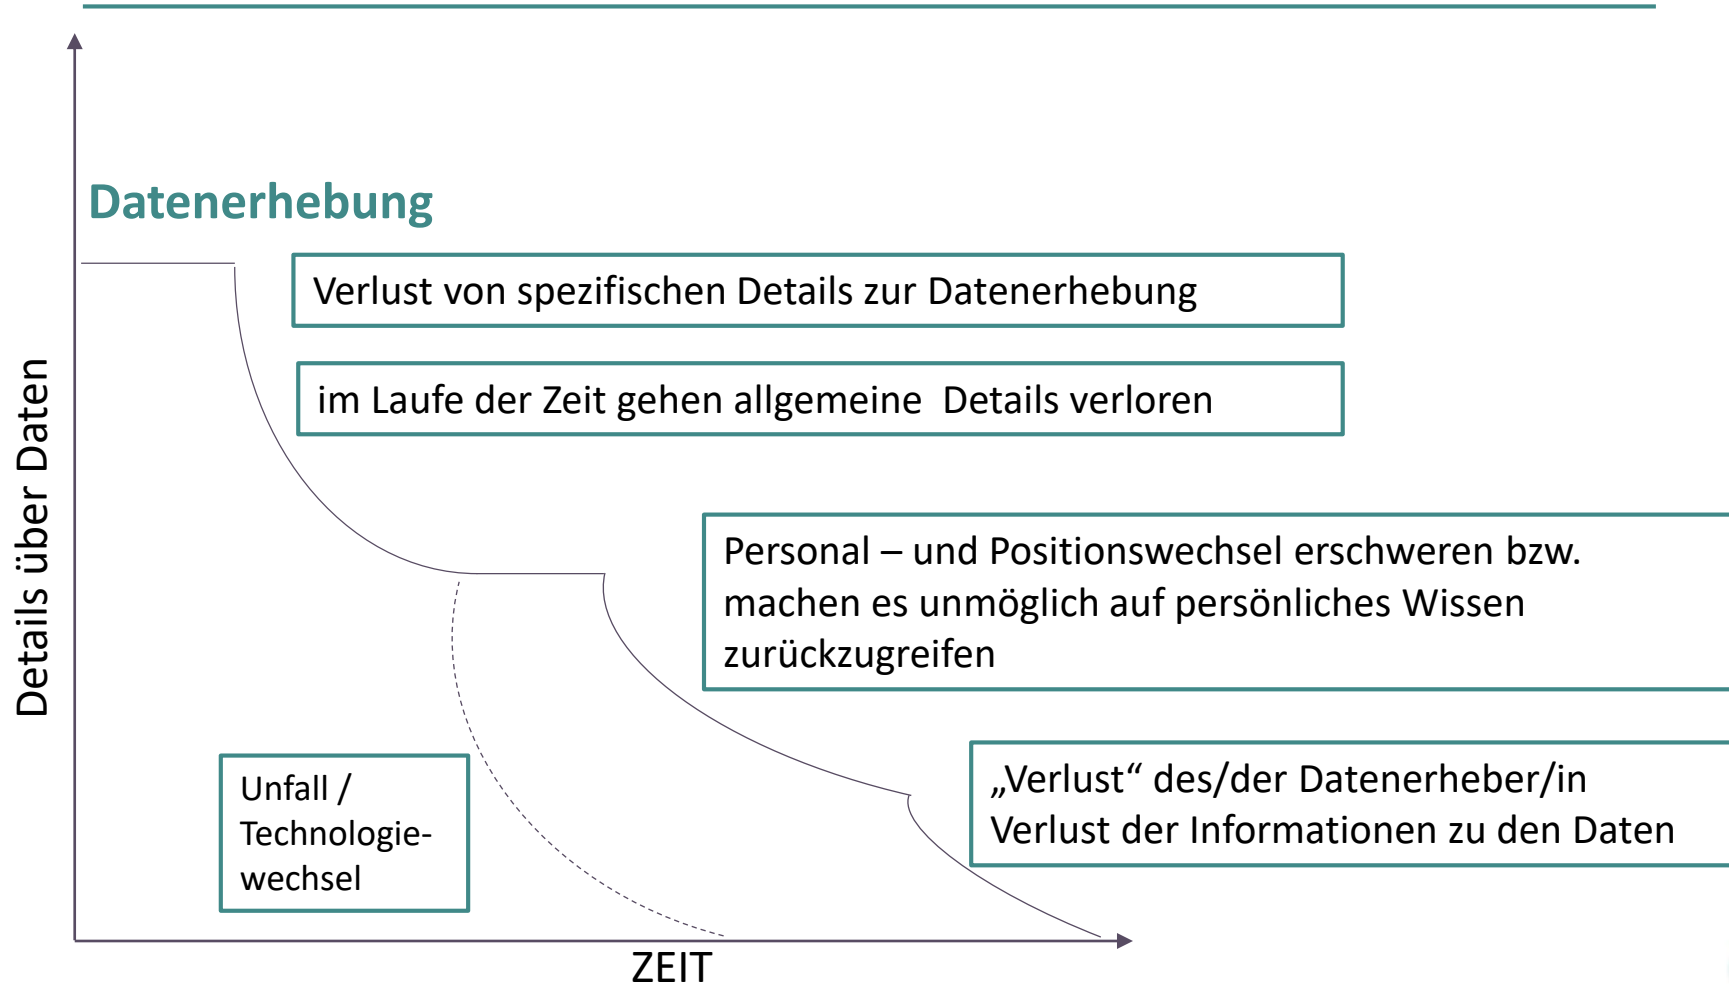 Datenerhebung
Verlust von spezifischen Details zur Datenerhebung
im Laufe der Zeit gehen allgemeine  Details verloren
Details über Daten
Personal – und Positionswechsel erschweren bzw.
machen es unmöglich auf persönliches Wissen
zurückzugreifen
Unfall /
Technologie-
wechsel
„Verlust“ des/der Datenerheber/in
Verlust der Informationen zu den Daten
ZEIT